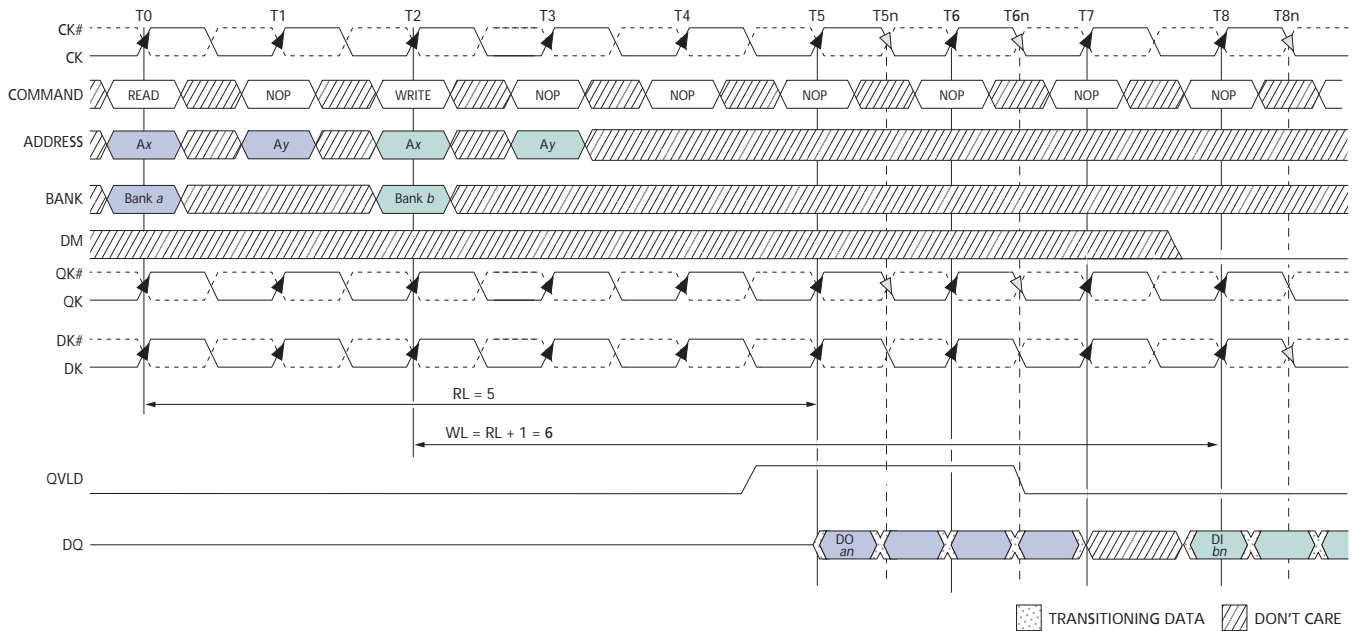 T0 T1 T2 T3 T4 T5 T5n T6 T6n T7 T8 T8n
CK#
CK
COMMAND READ NOP WRITE NOP NOP NOP NOP NOP NOP
ADDRESS Ax Ay Ax Ay
BANK Bank a Bank b
DM
QK#
QK
DK#
DK
RL = 5
WL = RL + 1 = 6
QVLD
DQ DO an DI bn
TRANSITIONING DATA DON'T CARE